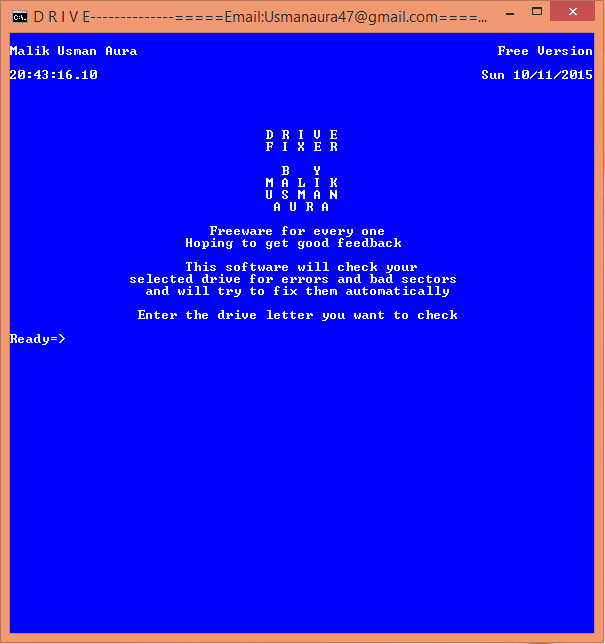 D R I V E--------------=====Email:Usmanaura47@gmail.com====...
Malik Usman Aura Free Version
20:43:16.10 Sun 10/11/2015
D R I V E
F I X E R
B Y
M A L I K
U S M A N
A U R A
Freeware for every one
Hoping to get good feedback
This software will check your
selected drive for errors and bad sectors
and will try to fix them automatically
Enter the drive letter you want to check
Ready=>